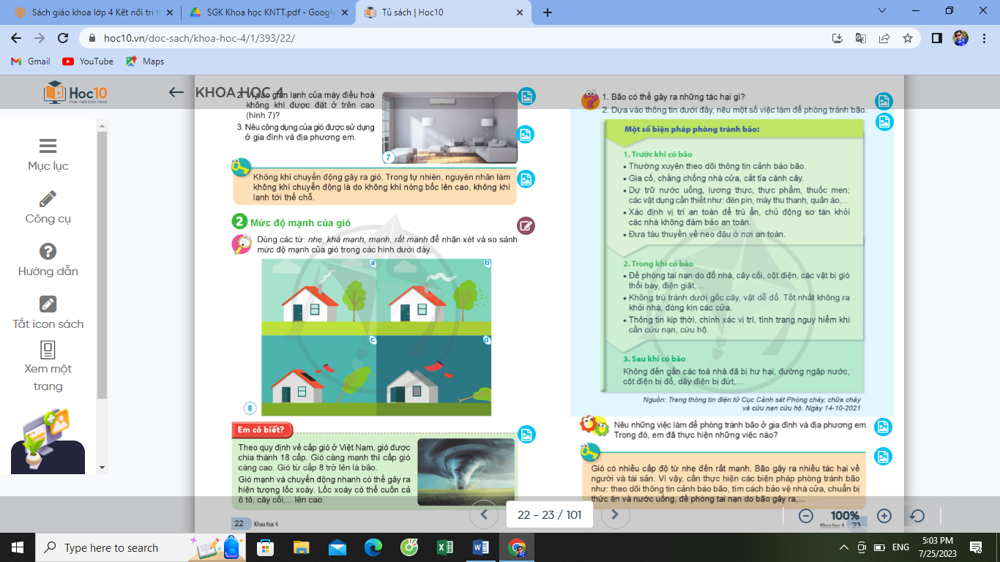 Sách giáo khoa lớp 4 Kết nối tri t
SGK Khoa học KNTT.pdf - Google
Tủ sách | Hoc10
hoc10.vn/doc-sach/khoa-hoc-4/1/393/22/
Gmail
YouTube
Maps
Hoc10
Học một biết mười
KHOA HỌC 4
Mục lục
Công cụ
Hướng dẫn
Tắt icon sách
Xem một
trang
2. Vì sao giàn lạnh của máy điều hoà
không khí được đặt ở trên cao
(hình 7)?
3. Nêu công dụng của gió được sử dụng
ở gia đình và địa phương em.
7
Không khí chuyển động gây ra gió. Trong tự nhiên, nguyên nhân làm
không khí chuyển động là do không khí nóng bốc lên cao, không khí
lạnh tới thế chỗ.
2 Mức độ mạnh của gió
Dùng các từ: nhẹ, khá mạnh, mạnh, rất mạnh để nhận xét và so sánh
mức độ mạnh của gió trong các hình dưới đây.
a
b
c
d
8
Em có biết?
Theo quy định về cấp gió ở Việt Nam, gió được
chia thành 18 cấp. Gió càng mạnh thì cấp gió
càng cao. Gió từ cấp 8 trở lên là bão.
Gió mạnh và chuyển động nhanh có thể gây ra
hiện tượng lốc xoáy. Lốc xoáy có thể cuốn cả
ô tô, cây cối,... lên cao.
22 Khoa học 4
1. Bão có thể gây ra những tác hại gì?
2. Dựa vào thông tin dưới đây, nêu một số việc làm để phòng tránh bão.
Một số biện pháp phòng tránh bão:
1. Trước khi có bão
• Thường xuyên theo dõi thông tin cảnh báo bão.
• Gia cố, chằng chống nhà cửa, cắt tỉa cành cây.
• Dự trữ nước uống, lương thực, thực phẩm, thuốc men;
các vật dụng cần thiết như: đèn pin, máy thu thanh, quần áo,...
• Xác định vị trí an toàn để trú ẩn, chủ động sơ tán khỏi
các nhà không đảm bảo an toàn.
• Đưa tàu thuyền về neo đậu ở nơi an toàn.
2. Trong khi có bão
• Đề phòng tai nạn do đổ nhà, cây cối, cột điện, các vật bị gió
thổi bay, điện giật,...
• Không trú tránh dưới gốc cây, vật dễ đổ. Tốt nhất không ra
khỏi nhà, đóng kín các cửa.
• Thông tin kịp thời, chính xác vị trí, tình trạng nguy hiểm khi
cần cứu nạn, cứu hộ.
3. Sau khi có bão
Không đến gần các toà nhà đã bị hư hại, đường ngập nước,
cột điện bị đổ, dây điện bị đứt,...
Nguồn: Trang thông tin điện tử Cục Cảnh sát Phòng cháy, chữa cháy
và cứu nạn cứu hộ. Ngày 14-10-2021
Nêu những việc làm để phòng tránh bão ở gia đình và địa phương em.
Trong đó, em đã thực hiện những việc nào?
Gió có nhiều cấp độ từ nhẹ đến rất mạnh. Bão gây ra nhiều tác hại về
người và tài sản. Vì vậy, cần thực hiện các biện pháp phòng tránh bão
như: theo dõi thông tin cảnh báo bão, tìm cách bảo vệ nhà cửa, chuẩn bị
thức ăn và nước uống, đề phòng tai nạn do bão gây ra,...
Khoa học 4 23
22 - 23 / 101
100%
Type here to search
ENG
5:03 PM
7/25/2023